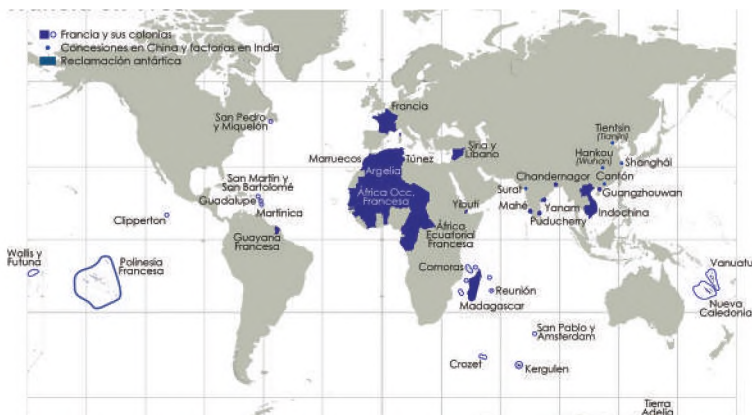 Francia y sus colonias
Concesiones en China y factorías en India
Reclamación antártica
Francia
San Pedro
y Miquelón
Tientsin
(Tianjin)
Siria y
Líbano
Hankou
(Wuhan)
Shanghái
Marruecos
Túnez
Argelia
Chandernagor
Cantón
San Martín y
San Bartolomé
Surat
Guangzhouwan
Guadalupe
África Occ.
Francesa
Martinica
Yibuti
Mahé
Yanam
Indochina
Clipperton
Puducherry
África
Ecuatorial
Francesa
Guayana
Francesa
Wallis y
Futuna
Polinesia
Francesa
Comoras
Vanuatu
Reunión
Madagascar
Nueva
Caledonia
San Pablo y
Amsterdam
Crozet
Kergulen
Tierra
Adelia